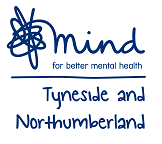 mind
for better mental health
Tyneside and
Northumberland